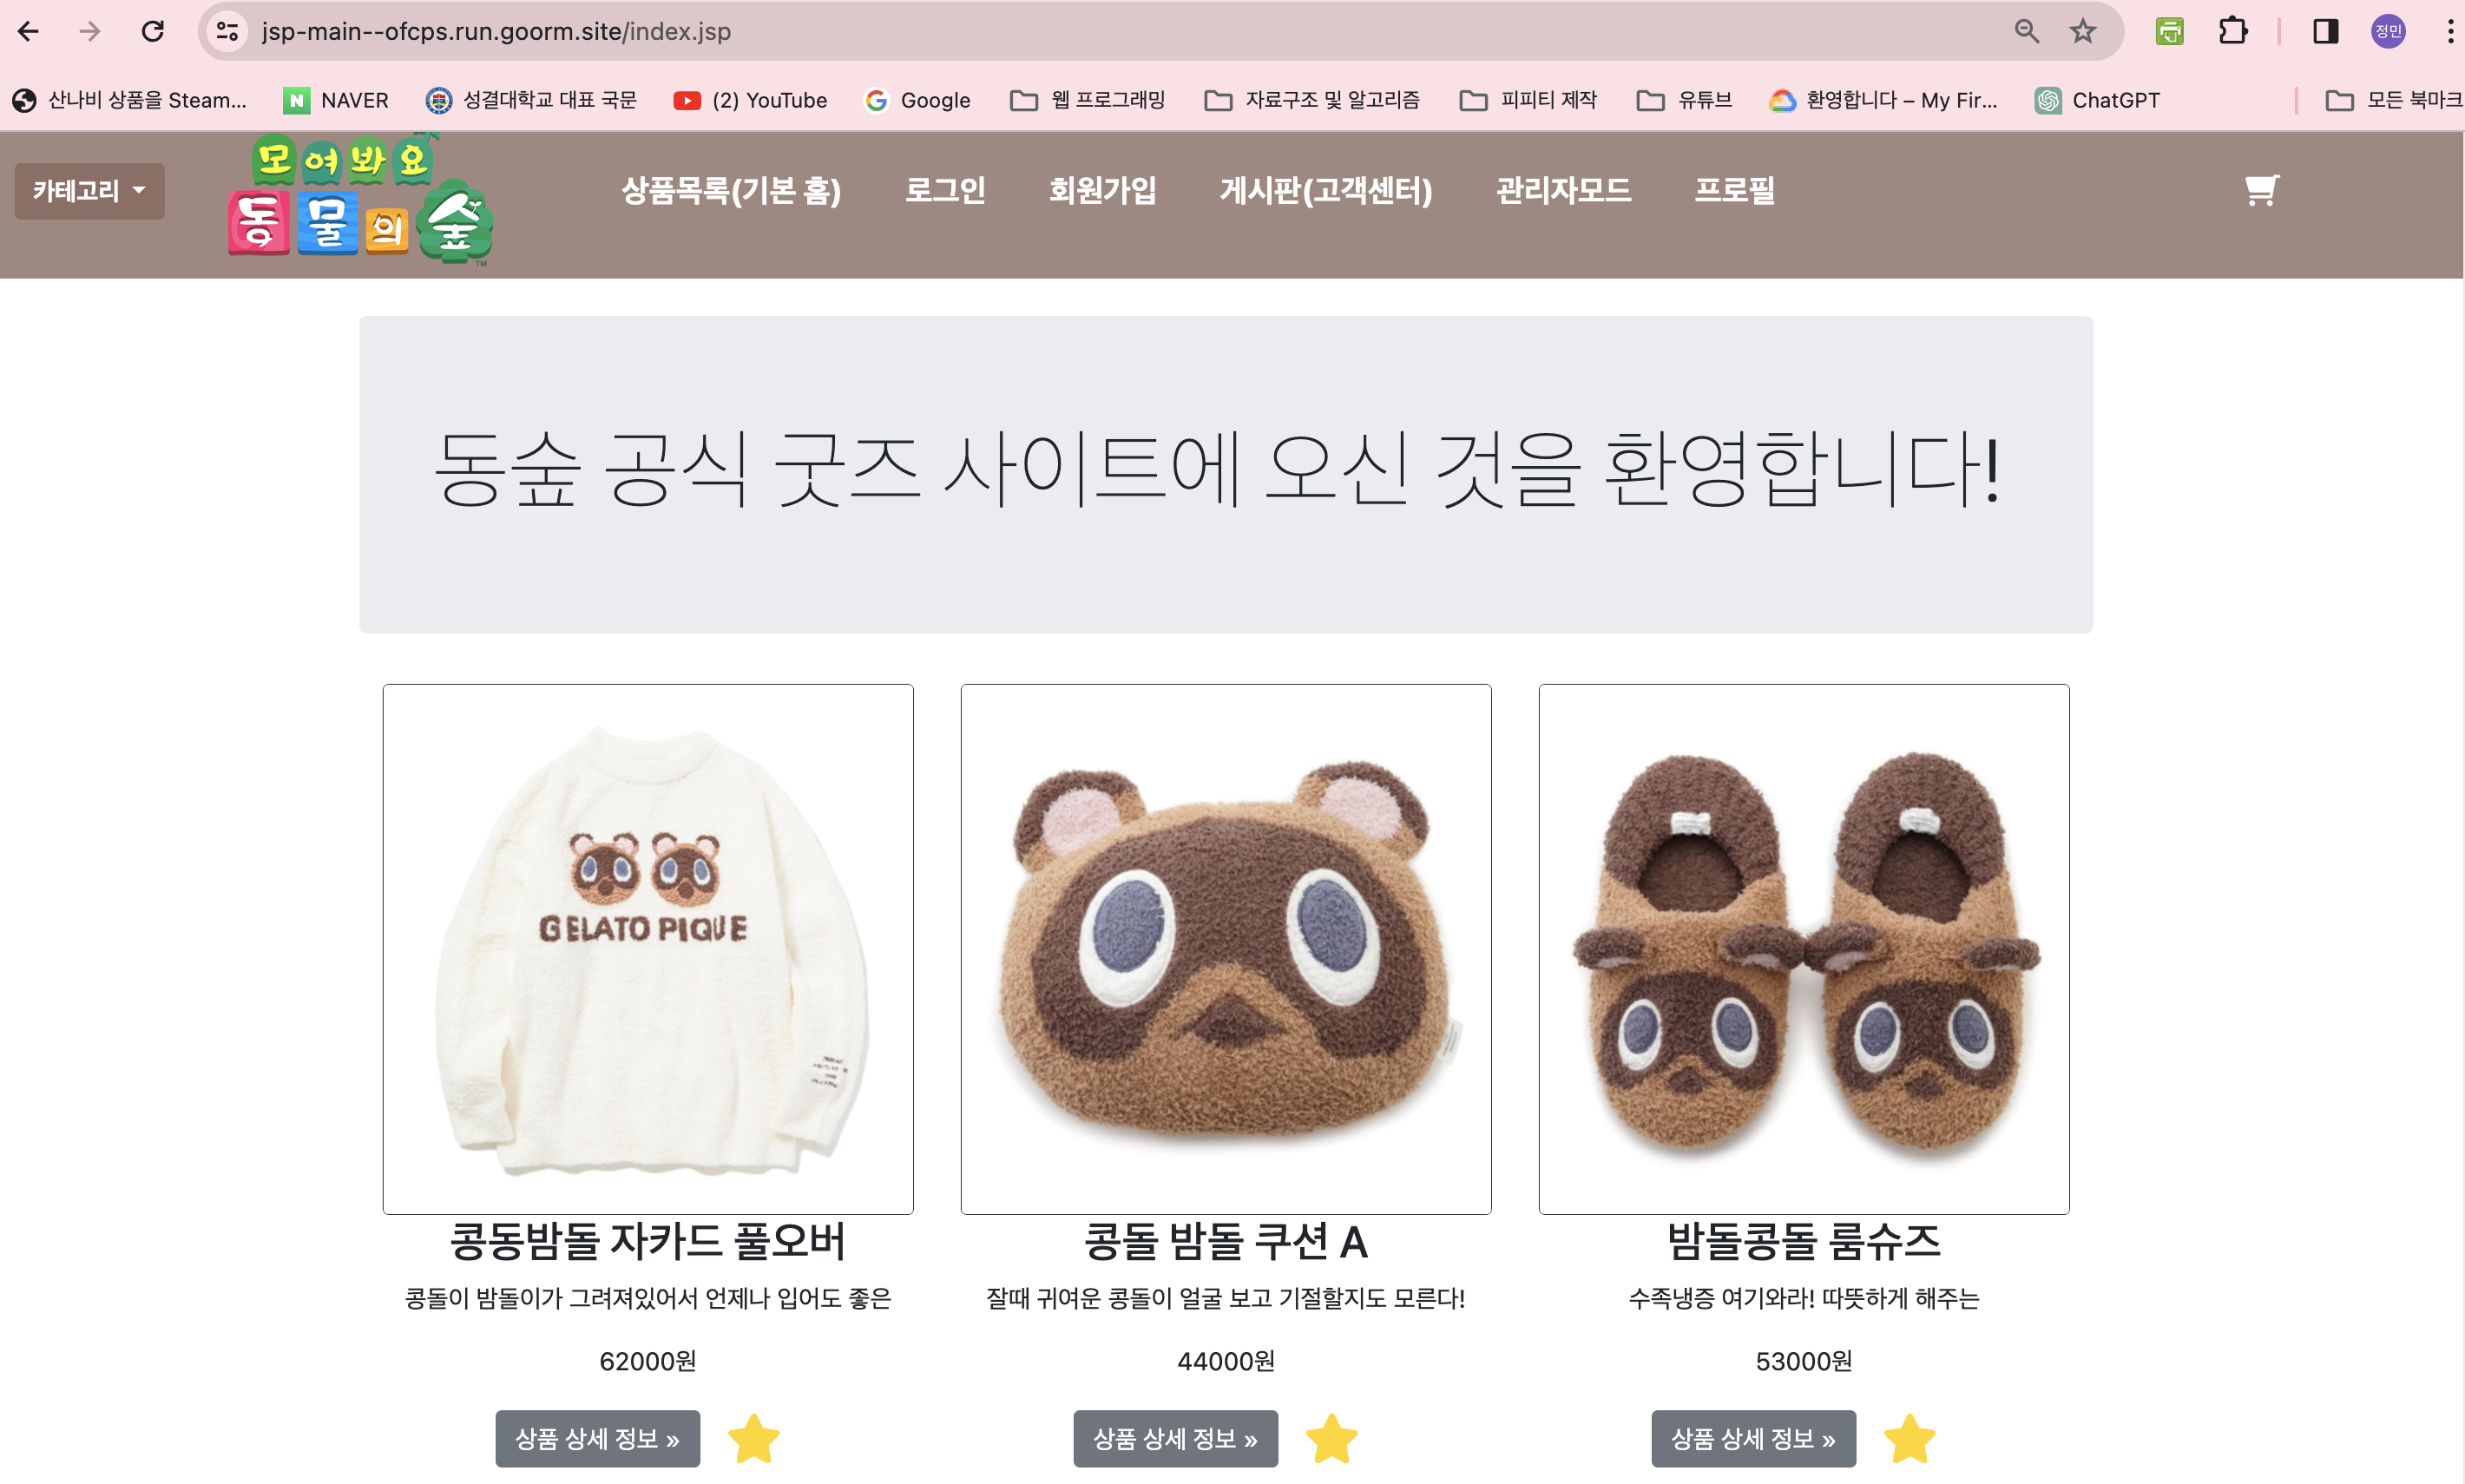 jsp-main--ofcps.run.goorm.site/index.jsp
정민
산나비 상품을 Steam...
NAVER
성결대학교 대표 국문
(2) YouTube
Google
웹 프로그래밍
자료구조 및 알고리즘
피피티 제작
유튜브
환영합니다 – My Fir...
ChatGPT
모든 북마크
카테고리
모여봐요
동물의숲
TM
상품목록(기본 홈)
로그인
회원가입
게시판(고객센터)
관리자모드
프로필
동숲 공식 굿즈 사이트에 오신 것을 환영합니다!
GELATO PIQUE
콩동밤돌 자카드 풀오버
콩돌이 밤돌이가 그려져있어서 언제나 입어도 좋은
62000원
상품 상세 정보 »
콩돌 밤돌 쿠션 A
잘때 귀여운 콩돌이 얼굴 보고 기절할지도 모른다!
44000원
상품 상세 정보 »
밤돌콩돌 룸슈즈
수족냉증 여기와라! 따뜻하게 해주는
53000원
상품 상세 정보 »